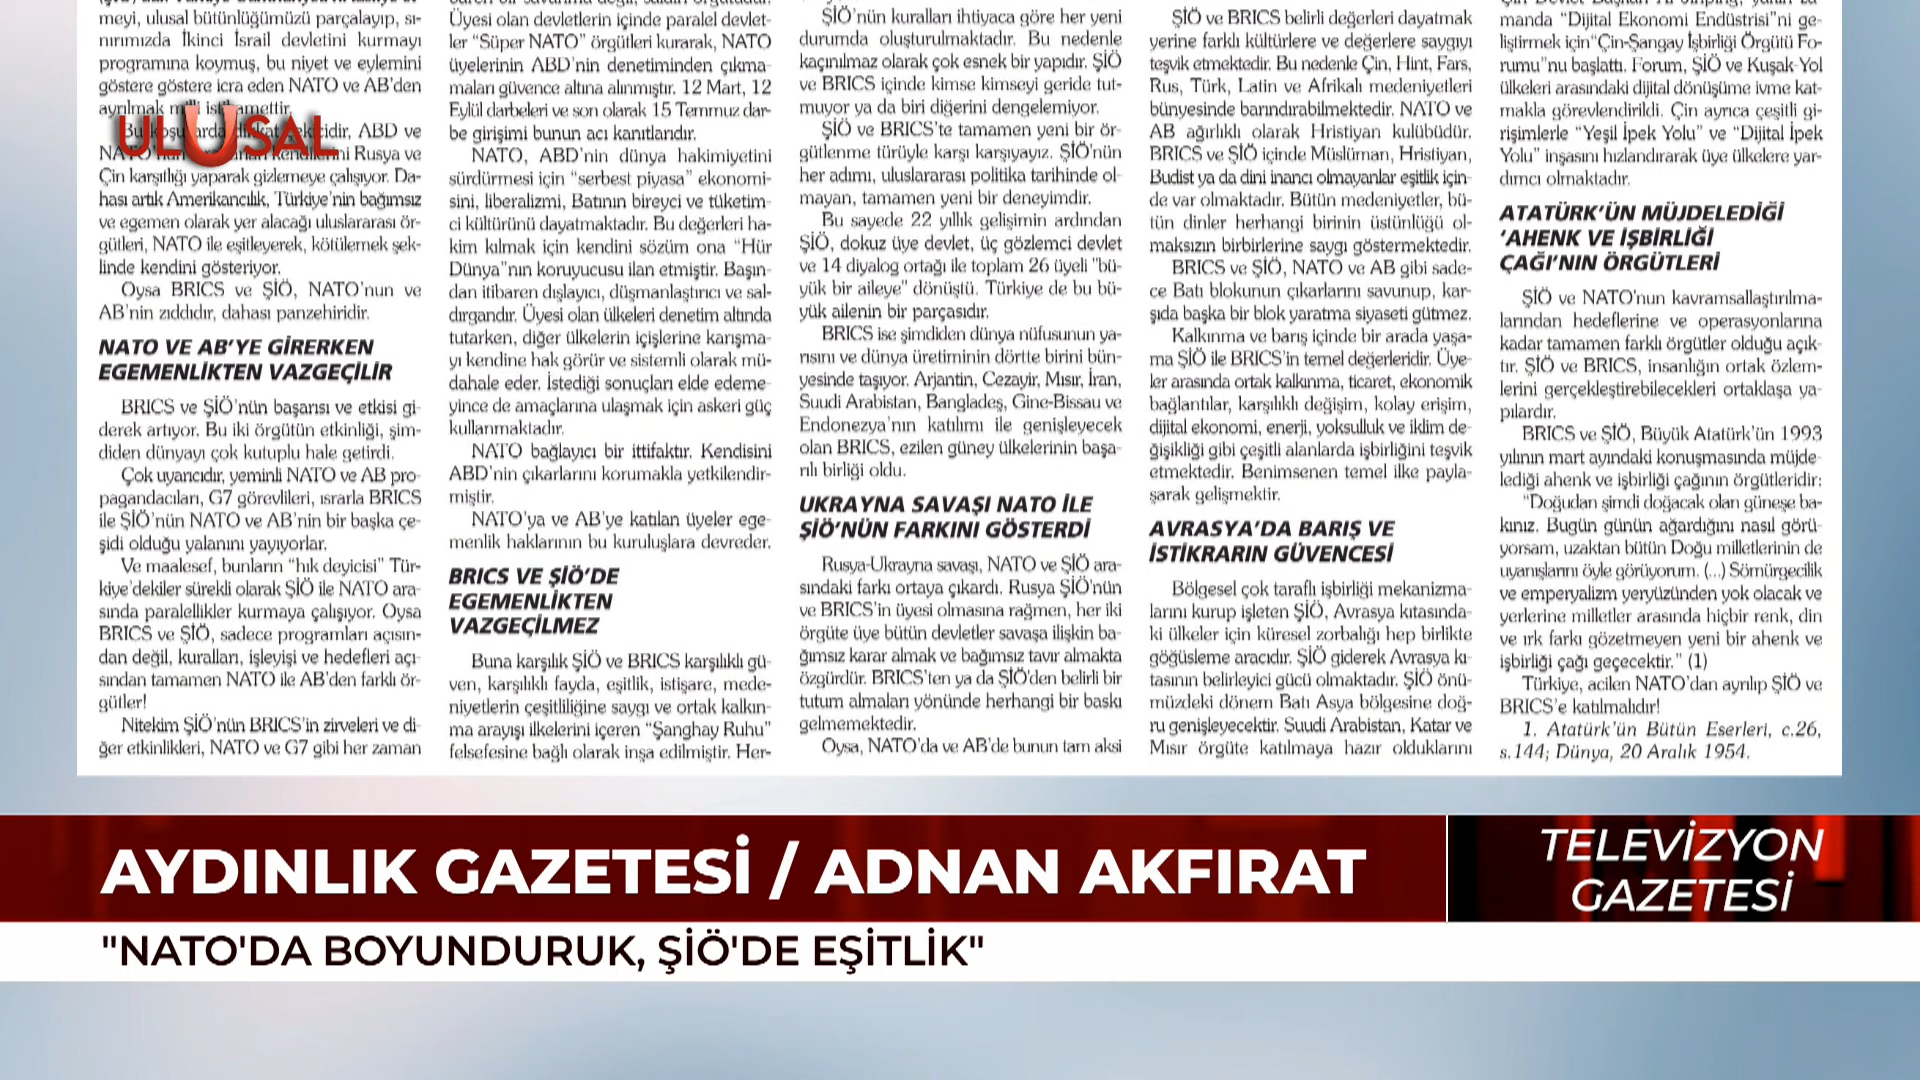 meyi, ulusal bütünlüğümüzü parçalayıp, sı-
nırımızda İkinci İsrail devletini kurmayı
programına koymuş, bu niyet ve eylemini
göstere göstere icra eden NATO ve AB'den
ayrılmak milli istikamettir.
ULUSAL
dikkat çekicidir, ABD ve
Rusya ve
Çin karşıtlığı yaparak gizlemeye çalışıyor. Da-
hası artık Amerikancılık, Türkiye'nin bağımsız
ve egemen olarak yer alacağı uluslararası ör-
gütleri, NATO ile eşitleyerek, kötülemek şek-
linde kendini gösteriyor.
Oysa BRICS ve ŞİÖ, NATO'nun ve
AB'nin zıddıdır, dahası panzehiridir.
NATO VE AB'YE GİRERKEN
EGEMENLİKTEN VAZGEÇİLİR
BRICS ve ŞİÖ'nün başarısı ve etkisi gi-
derek artıyor. Bu iki örgütün etkinliği, şim-
diden dünyayı çok kutuplu hale getirdi.
Çok uyarıcıdır, yeminli NATO ve AB pro-
pagandacıları, G7 görevlileri, ısrarla BRICS
ile ŞİÖ'nün NATO ve AB'nin bir başka çe-
şidi olduğu yalanını yayıyorlar.
Ve maalesef, bunların "hık deyicisi" Tür-
kiye'dekiler sürekli olarak ŞİÖ ile NATO ara-
sında paralellikler kurmaya çalışıyor. Oysa
BRICS ve ŞİÖ, sadece programları açısın-
dan değil, kuralları, işleyişi ve hedefleri açı-
sından tamamen NATO ile AB'den farklı ör-
gütler!
Nitekim ŞİÖ'nün BRICS'in zirveleri ve di-
ğer etkinlikleri, NATO ve G7 gibi her zaman
Üyesi olan devletlerin içinde paralel devlet-
ler "Süper NATO" örgütleri kurarak, NATO
üyelerinin ABD'nin denetiminden çıkma-
maları güvence altına alınmıştır. 12 Mart, 12
Eylül darbeleri ve son olarak 15 Temmuz dar-
be girişimi bunun acı kanıtlarıdır.
NATO, ABD'nin dünya hakimiyetini
sürdürmesi için "serbest piyasa" ekonomi-
sini, liberalizmi, Batının bireyci ve tüketim-
ci kültürünü dayatmaktadır. Bu değerleri ha-
kim kılmak için kendini sözüm ona "Hür
Dünya"nın koruyucusu ilan etmiştir. Başın-
dan itibaren dışlayıcı, düşmanlaştırıcı ve sal-
dırgandır. Üyesi olan ülkeleri denetim altında
tutarken, diğer ülkelerin içişlerine karışma-
yı kendine hak görür ve sistemli olarak mü-
dahale eder. İstediği sonuçları elde edeme-
yince de amaçlarına ulaşmak için askeri güç
kullanmaktadır.
NATO bağlayıcı bir ittifaktır. Kendisini
ABD'nin çıkarlarını korumakla yetkilendir-
miştir.
NATO'ya ve AB'ye katılan üyeler ege-
menlik haklarının bu kuruluşlara devreder.
BRICS VE ŞİÖ'DE
EGEMENLİKTEN
VAZGEÇİLMEZ
Buna karşılık ŞİÖ ve BRICS karşılıklı gü-
ven, karşılıklı fayda, eşitlik, istişare, mede-
niyetlerin çeşitliliğine saygı ve ortak kalkın-
ma arayışı ilkelerini içeren "Şanghay Ruhu"
felsefesine bağlı olarak inşa edilmiştir. Her-
ŞİÖ'nün kuralları ihtiyaca göre her yeni
durumda oluşturulmaktadır. Bu nedenle
kaçınılmaz olarak çok esnek bir yapıdır. ŞİÖ
ve BRICS içinde kimse kimseyi geride tut-
muyor ya da biri diğerini dengelemiyor.
ŞİÖ ve BRICS'te tamamen yeni bir ör-
gütlenme türüyle karşı karşıyayız. ŞİÖ'nün
her adımı, uluslararası politika tarihinde ol-
mayan, tamamen yeni bir deneyimdir.
Bu sayede 22 yıllık gelişimin ardından
ŞİÖ, dokuz üye devlet, üç gözlemci devlet
ve 14 diyalog ortağı ile toplam 26 üyeli "bü-
yük bir aileye" dönüştü. Türkiye de bu bü-
yük ailenin bir parçasıdır.
BRICS ise şimdiden dünya nüfusunun ya-
rısını ve dünya üretiminin dörtte birini bün-
yesinde taşıyor. Arjantin, Cezayir, Mısır, İran,
Suudi Arabistan, Bangladeş, Gine-Bissau ve
Endonezya'nın katılımı ile genişleyecek
olan BRICS, ezilen güney ülkelerinin başa-
rılı birliği oldu.
UKRAYNA SAVAŞI NATO İLE
ŞİÖ'NÜN FARKINI GÖSTERDİ
Rusya-Ukrayna savaşı, NATO ve ŞİÖ ara-
sındaki farkı ortaya çıkardı. Rusya ŞİÖ'nün
ve BRICS'in üyesi olmasına rağmen, her iki
örgüte üye bütün devletler savaşa ilişkin ba-
ğımsız karar almak ve bağımsız tavır almakta
özgürdür. BRICS'ten ya da ŞİÖ'den belirli bir
tutum almaları yönünde herhangi bir baskı
gelmemektedir.
Oysa, NATO'da ve AB'de bunun tam aksi
ŞİÖ ve BRICS belirli değerleri dayatmak
yerine farklı kültürlere ve değerlere saygıyı
teşvik etmektedir. Bu nedenle Çin, Hint, Fars,
Rus, Türk, Latin ve Afrikalı medeniyetleri
bünyesinde barındırabilmektedir. NATO ve
AB ağırlıklı olarak Hristiyan kulübüdür.
BRICS ve ŞİÖ içinde Müslüman, Hristiyan,
Budist ya da dini inancı olmayanlar eşitlik için-
de var olmaktadır. Bütün medeniyetler, bü-
tün dinler herhangi birinin üstünlüğü ol-
maksızın birbirlerine saygı göstermektedir.
BRICS ve ŞİÖ, NATO ve AB gibi sade-
ce Batı blokunun çıkarlarını savunup, kar-
şıda başka bir blok yaratma siyaseti gütmez.
Kalkınma ve barış içinde bir arada yaşa-
ma ŞİÖ ile BRICS'in temel değerleridir. Üye-
ler arasında ortak kalkınma, ticaret, ekonomik
bağlantılar, karşılıklı değişim, kolay erişim,
dijital ekonomi, enerji, yoksulluk ve iklim de-
ğişikliği gibi çeşitli alanlarda işbirliğini teşvik
etmektedir. Benimsenen temel ilke payla-
şarak gelişmektir.
AVRASYA'DA BARIŞ VE
İSTİKRARIN GÜVENCESİ
Bölgesel çok taraflı işbirliği mekanizma-
larını kurup işleten ŞİÖ, Avrasya kıtasında-
ki ülkeler için küresel zorbalığı hep birlikte
göğüsleme aracıdır. ŞİÖ giderek Avrasya kı-
tasının belirleyici gücü olmaktadır. ŞİÖ önü-
müzdeki dönem Batı Asya bölgesine doğ-
ru genişleyecektir. Suudi Arabistan, Katar ve
Mısır örgüte katılmaya hazır olduklarını
manda "Dijital Ekonomi Endüstrisi"ni ge-
liştirmek için"Çin-Şangay İşbirliği Örgütü Fo-
rumu"nu başlattı. Forum, ŞİÖ ve Kuşak-Yol
ülkeleri arasındaki dijital dönüşüme ivme kat-
makla görevlendirildi. Çin ayrıca çeşitli gi-
rişimlerle "Yeşil İpek Yolu" ve "Dijital İpek
Yolu" inşasını hızlandırarak üye ülkelere yar-
dımcı olmaktadır.
ATATÜRK'ÜN MÜJDELEDİĞİ
'AHENK VE İŞBİRLİĞİ
ÇAĞI'NIN ÖRGÜTLERİ
ŞİÖ ve NATO'nun kavramsallaştırılma-
larından hedeflerine ve operasyonlarına
kadar tamamen farklı örgütler olduğu açık-
tır. ŞİÖ ve BRICS, insanlığın ortak özlem-
lerini gerçekleştirebilecekleri ortaklaşa ya-
pılardır.
BRICS ve ŞİÖ, Büyük Atatürk'ün 1993
yılının mart ayındaki konuşmasında müjde-
lediği ahenk ve işbirliği çağının örgütleridir:
"Doğudan şimdi doğacak olan güneşe ba-
kınız. Bugün günün ağardığını nasıl görü-
yorsam, uzaktan bütün Doğu milletlerinin de
uyanışlarını öyle görüyorum. (...) Sömürgecilik
ve emperyalizm yeryüzünden yok olacak ve
yerlerine milletler arasında hiçbir renk, din
ve ırk farkı gözetmeyen yeni bir ahenk ve
işbirliği çağı geçecektir." (1)
Türkiye, acilen NATO'dan ayrılıp ŞİÖ ve
BRICS'e katılmalıdır!
1. Atatürk'ün Bütün Eserleri, c.26,
s.144; Dünya, 20 Aralık 1954.
AYDINLIK GAZETESİ / ADNAN AKFIRAT
TELEVİZYON
GAZETESİ
"NATO'DA BOYUNDURUK, ŞİÖ'DE EŞİTLİK"